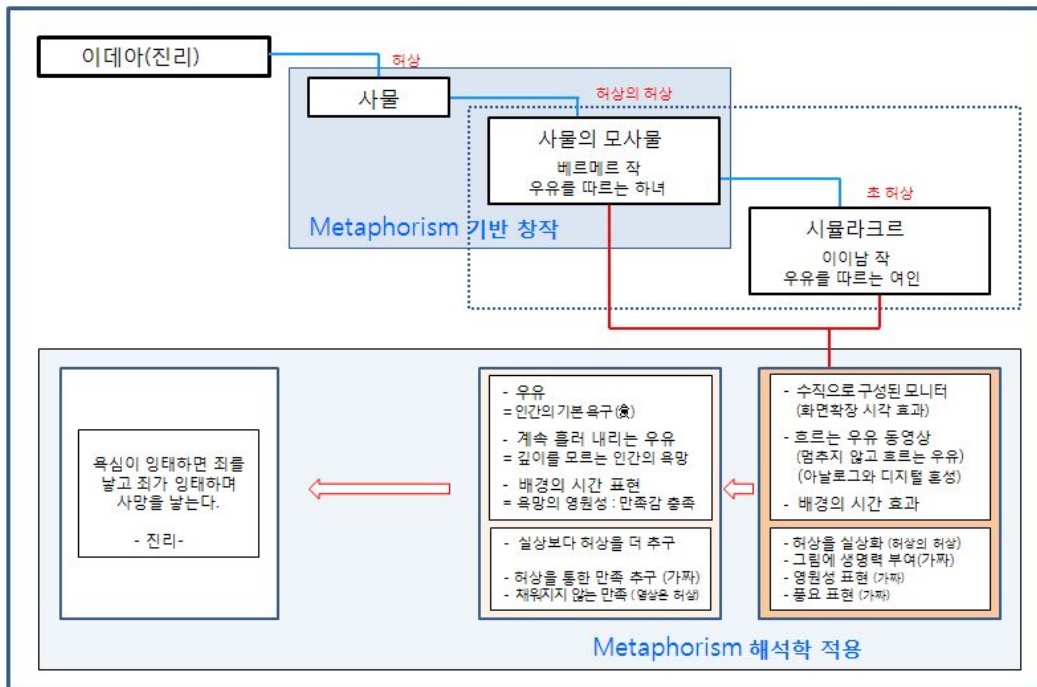 이데아(진리)
허상
사물
허상의 허상
사물의 모사물
베르메르 작
우유를 따르는 하녀
초 허상
Metaphorism 기반 창작
시뮬라크르
이이남 작
우유를 따르는 여인
욕심이 잉태하면 죄를
낳고 죄가 잉태하며
사망을 낳는다.
- 진리-
- 우유
= 인간의 기본 욕구(食)
- 계속 흘러 내리는 우유
= 깊이를 모르는 인간의 욕망
- 배경의 시간 표현
= 욕망의 영원성 : 만족감 충족
- 실상보다 허상을 더 추구
- 허상을 통한 만족 추구 (가짜)
- 채워지지 않는 만족 (영상은 허상)
- 수직으로 구성된 모니터
(화면확장 시각 효과)
- 흐르는 우유 동영상
(멈추지 않고 흐르는 우유)
(아날로그와 디지털 혼성)
- 배경의 시간 효과
- 허상을 실상화 (허상의 허상)
- 그림에 생명력 부여(가짜)
- 영원성 표현 (가짜)
- 풍요 표현 (가짜)
Metaphorism 해석학 적용